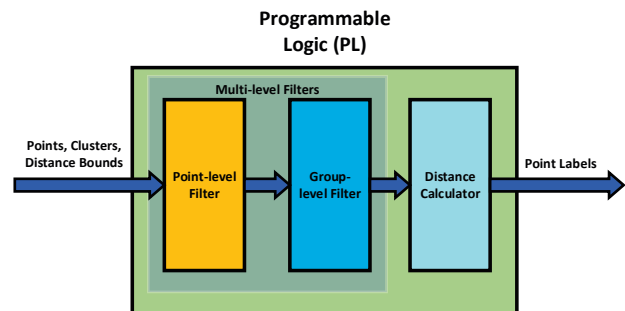 Programmable
Logic (PL)
Multi-level Filters
Points, Clusters,
Distance Bounds
Point-level
Filter
Group-
level Filter
Distance
Calculator
Point Labels